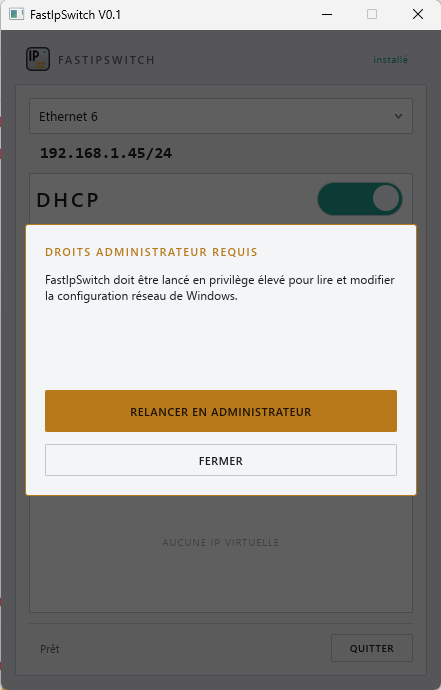 FastIpSwitch V0.1
IP
FASTIPSWITCH
installé
Ethernet 6
192.168.1.45/24
DHCP
DROITS ADMINISTRATEUR REQUIS
FastIpSwitch doit être lancé en privilège élevé pour lire et modifier
la configuration réseau de Windows.
RELANCER EN ADMINISTRATEUR
FERMER
AUCUNE IP VIRTUELLE
Prêt
QUITTER